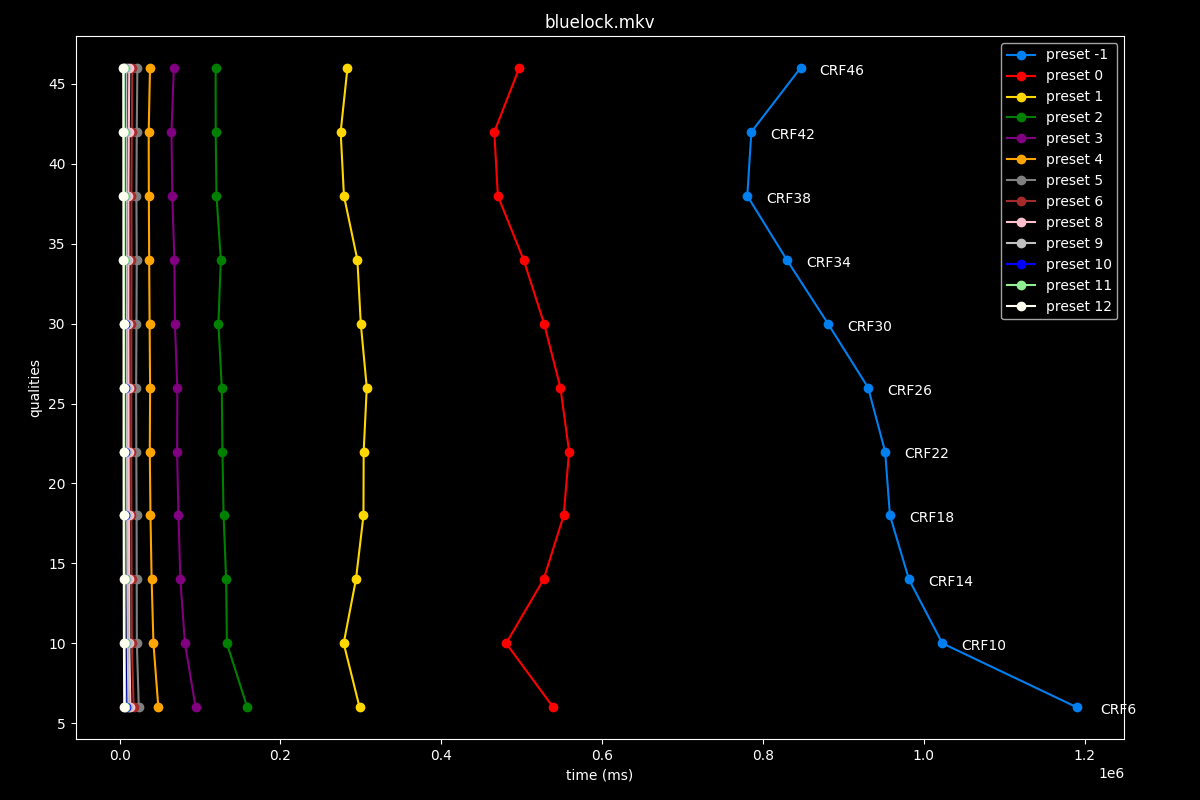 bluelock.mkv
preset -1
preset 0
preset 1
preset 2
preset 3
preset 4
preset 5
preset 6
preset 8
preset 9
preset 10
preset 11
preset 12
CRF46
CRF42
CRF38
CRF34
CRF30
CRF26
CRF22
CRF18
CRF14
CRF10
CRF6
qualities
45
40
35
30
25
20
15
10
5
0.0 0.2 0.4 0.6 0.8 1.0 1.2
1e6
time (ms)